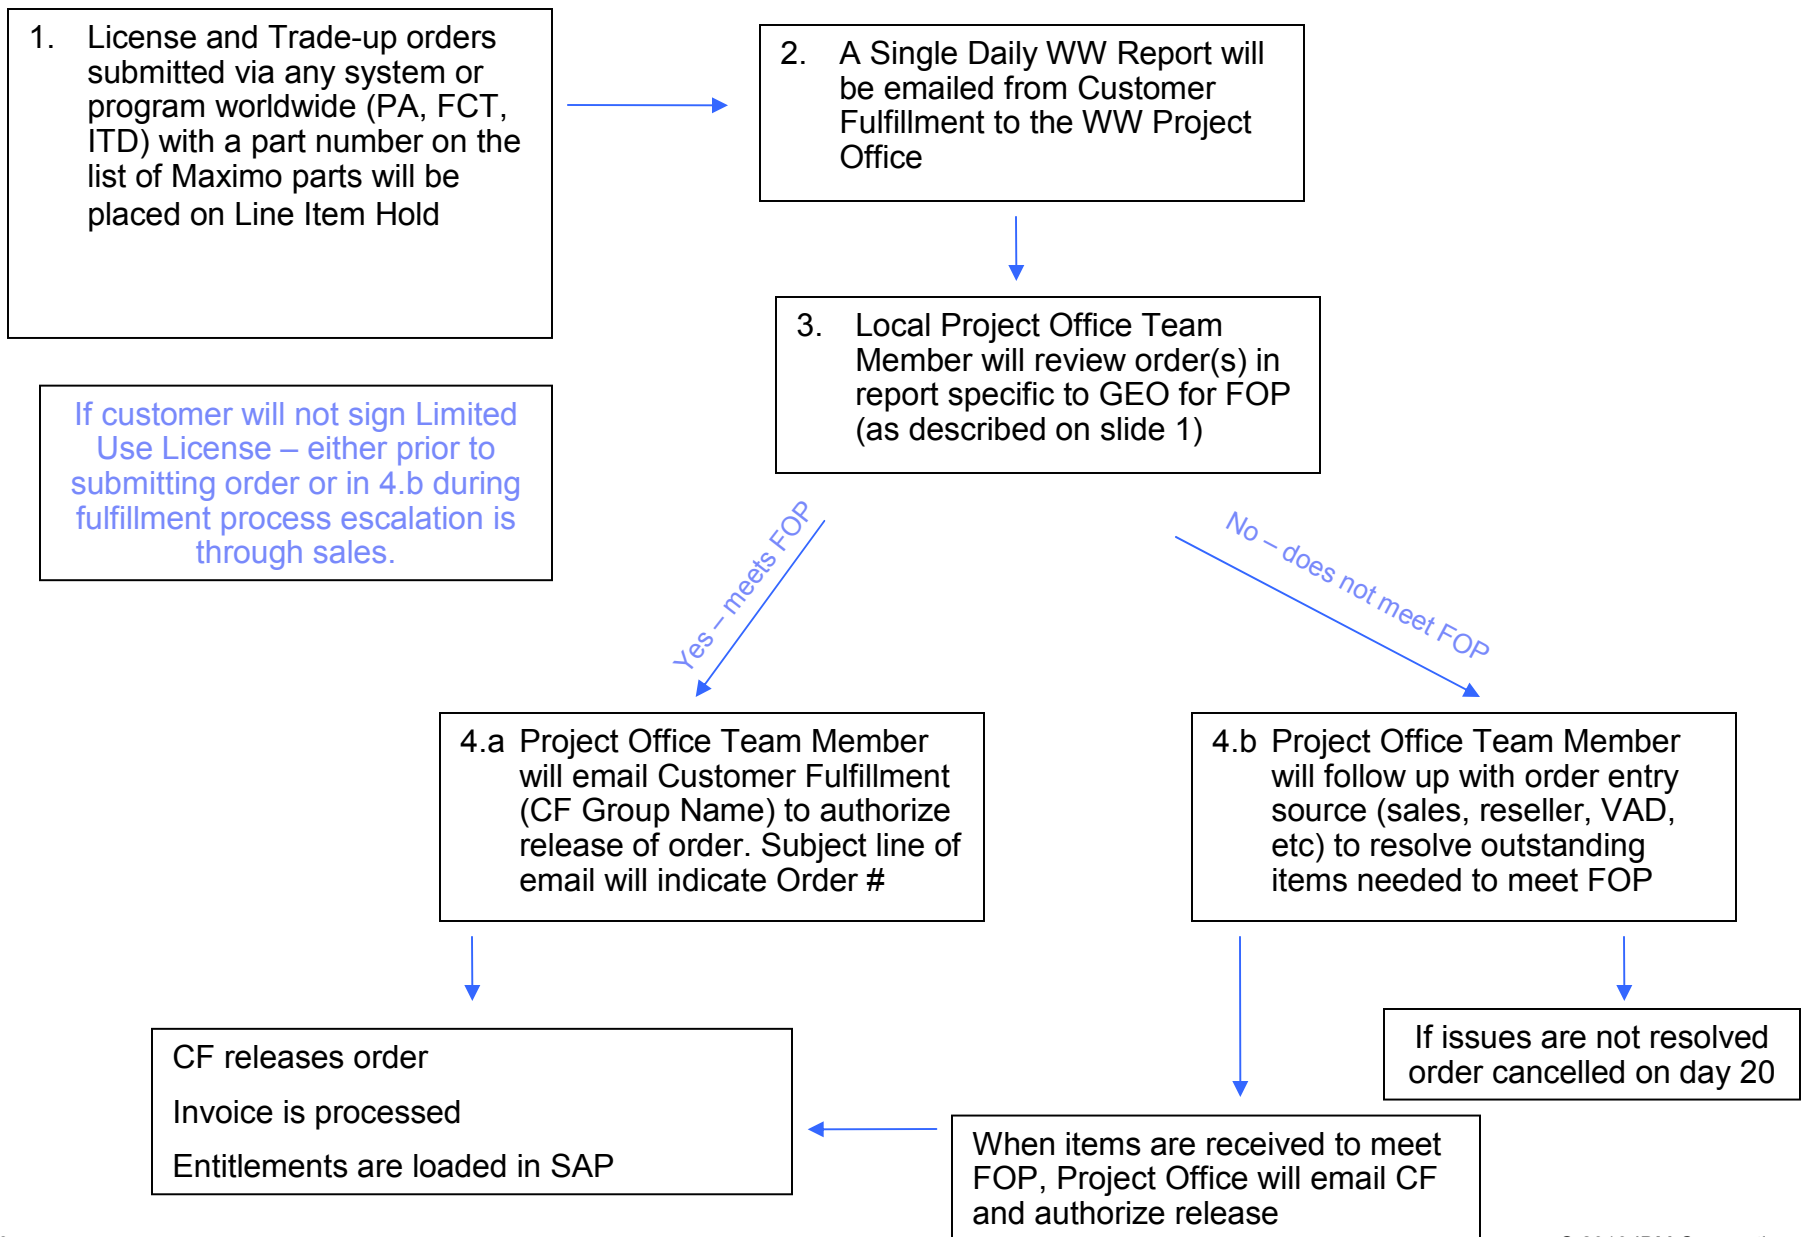 1. License and Trade-up orders
submitted via any system or
program worldwide (PA, FCT,
ITD) with a part number on the
list of Maximo parts will be
placed on Line Item Hold
2. A Single Daily WW Report will
be emailed from Customer
Fulfillment to the WW Project
Office
3. Local Project Office Team
Member will review order(s) in
report specific to GEO for FOP
(as described on slide 1)
If customer will not sign Limited
Use License – either prior to
submitting order or in 4.b during
fulfillment process escalation is
through sales.
Yes – meets FOP
No – does not meet FOP
4.a Project Office Team Member
will email Customer Fulfillment
(CF Group Name) to authorize
release of order. Subject line of
email will indicate Order #
4.b Project Office Team Member
will follow up with order entry
source (sales, reseller, VAD,
etc) to resolve outstanding
items needed to meet FOP
CF releases order
Invoice is processed
Entitlements are loaded in SAP
If issues are not resolved
order cancelled on day 20
When items are received to meet
FOP, Project Office will email CF
and authorize release